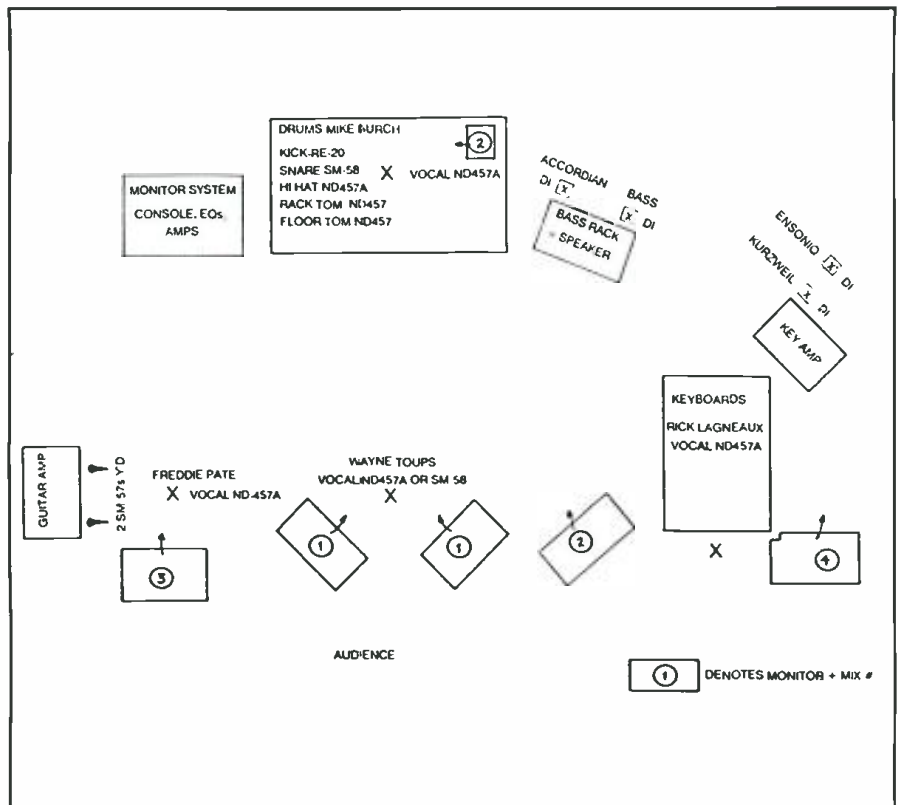 DRUMS MIKE BURCH
KICK-RE-20
SNARE SM-58 X VOCAL ND457A
HI HAT ND457A
RACK TOM ND457
FLOOR TOM ND457
2
MONITOR SYSTEM
CONSOLE, EQs,
AMPS
ACCORDIAN
DI X
BASS
X DI
BASS RACK
+ SPEAKER
ENSONIQ X DI
KURZWEIL X DI
KEY AMP
KEYBOARDS
RICK LAGNEAUX
VOCAL ND457A
X
GUITAR AMP
2 SM 57s Y'D
FREDDIE PATE
X VOCAL ND-457A
WAYNE TOUPS
VOCAL ND457A OR SM 58
X
3
1
1
2
4
AUDIENCE
1 DENOTES MONITOR + MIX #